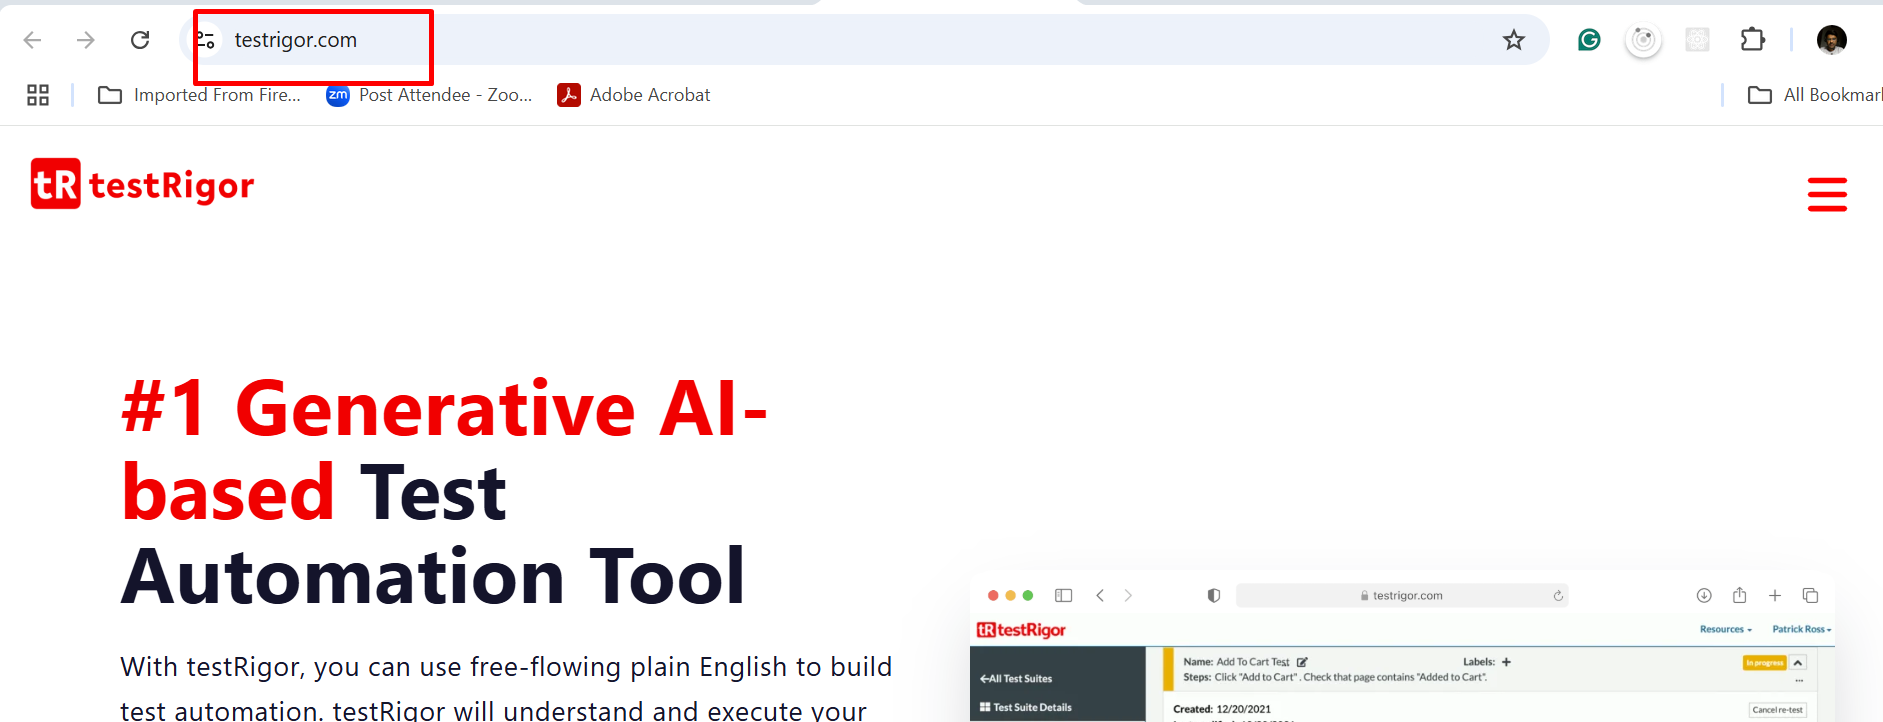 testrigor.com
Imported From Fire...
zm Post Attendee - Zoo...
Adobe Acrobat
All Bookmar
tR testRigor
#1 Generative AI-
based Test
Automation Tool
With testRigor, you can use free-flowing plain English to build
test automation. testRigor will understand and execute your
testrigor.com
tR testRigor
Resources
Patrick Ross
All Test Suites
Test Suite Details
Name: Add To Cart Test
Labels: +
In progress
Steps: Click "Add to Cart" . Check that page contains "Added to Cart".
...
Created: 12/20/2021
Cancel re-test